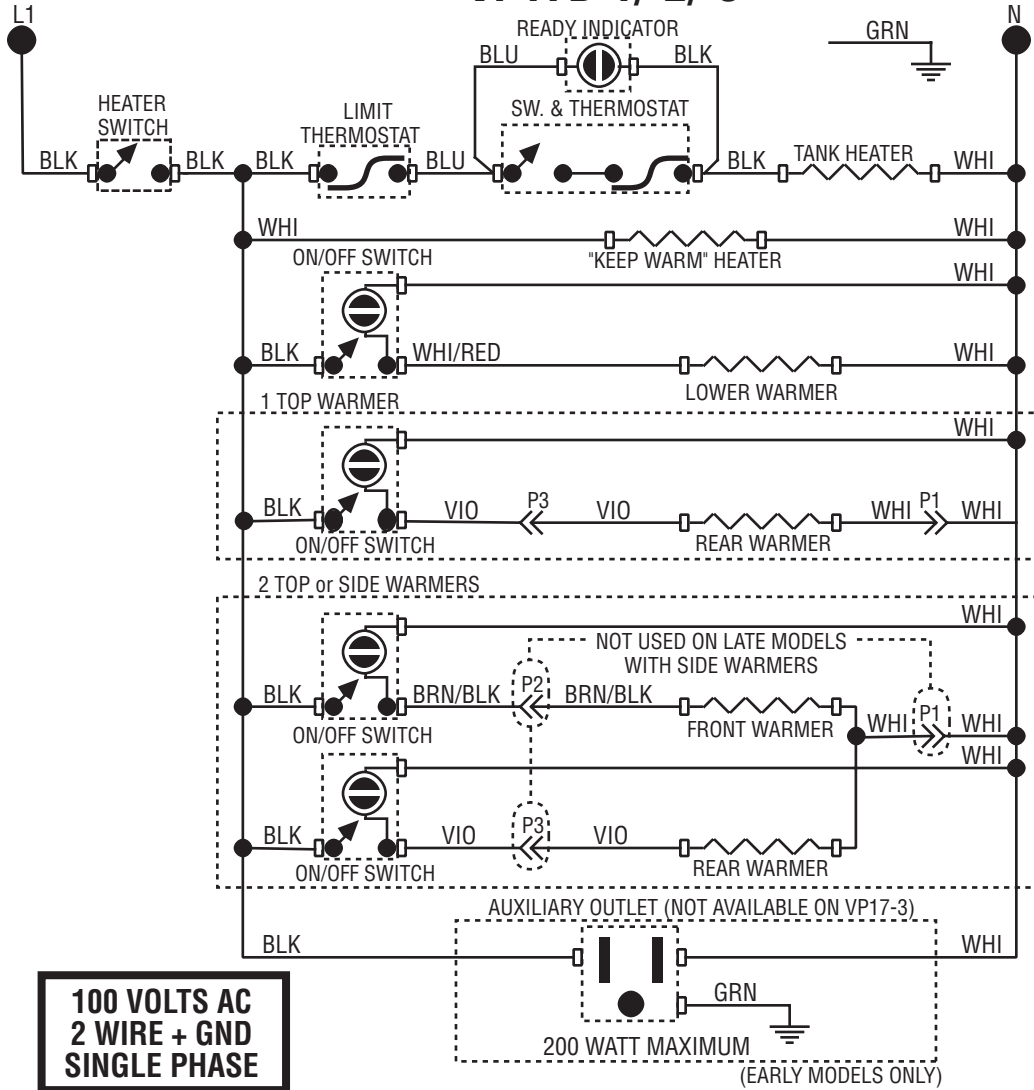 L1
N
READY INDICATOR
GRN
BLU
BLK
HEATER
SWITCH
LIMIT
THERMOSTAT
SW. & THERMOSTAT
BLK
BLK
BLK
BLU
BLK
TANK HEATER
WHI
WHI
WHI
ON/OFF SWITCH
"KEEP WARM" HEATER
WHI
BLK
WHI/RED
WHI
LOWER WARMER
1 TOP WARMER
WHI
BLK
VIO
P3
VIO
WHI
P1
WHI
ON/OFF SWITCH
REAR WARMER
2 TOP or SIDE WARMERS
WHI
NOT USED ON LATE MODELS
WITH SIDE WARMERS
BLK
BRN/BLK
P2
BRN/BLK
P1
FRONT WARMER
WHI
WHI
ON/OFF SWITCH
WHI
BLK
VIO
P3
VIO
ON/OFF SWITCH
REAR WARMER
AUXILIARY OUTLET (NOT AVAILABLE ON VP17-3)
BLK
WHI
GRN
100 VOLTS AC
2 WIRE + GND
SINGLE PHASE
200 WATT MAXIMUM
(EARLY MODELS ONLY)